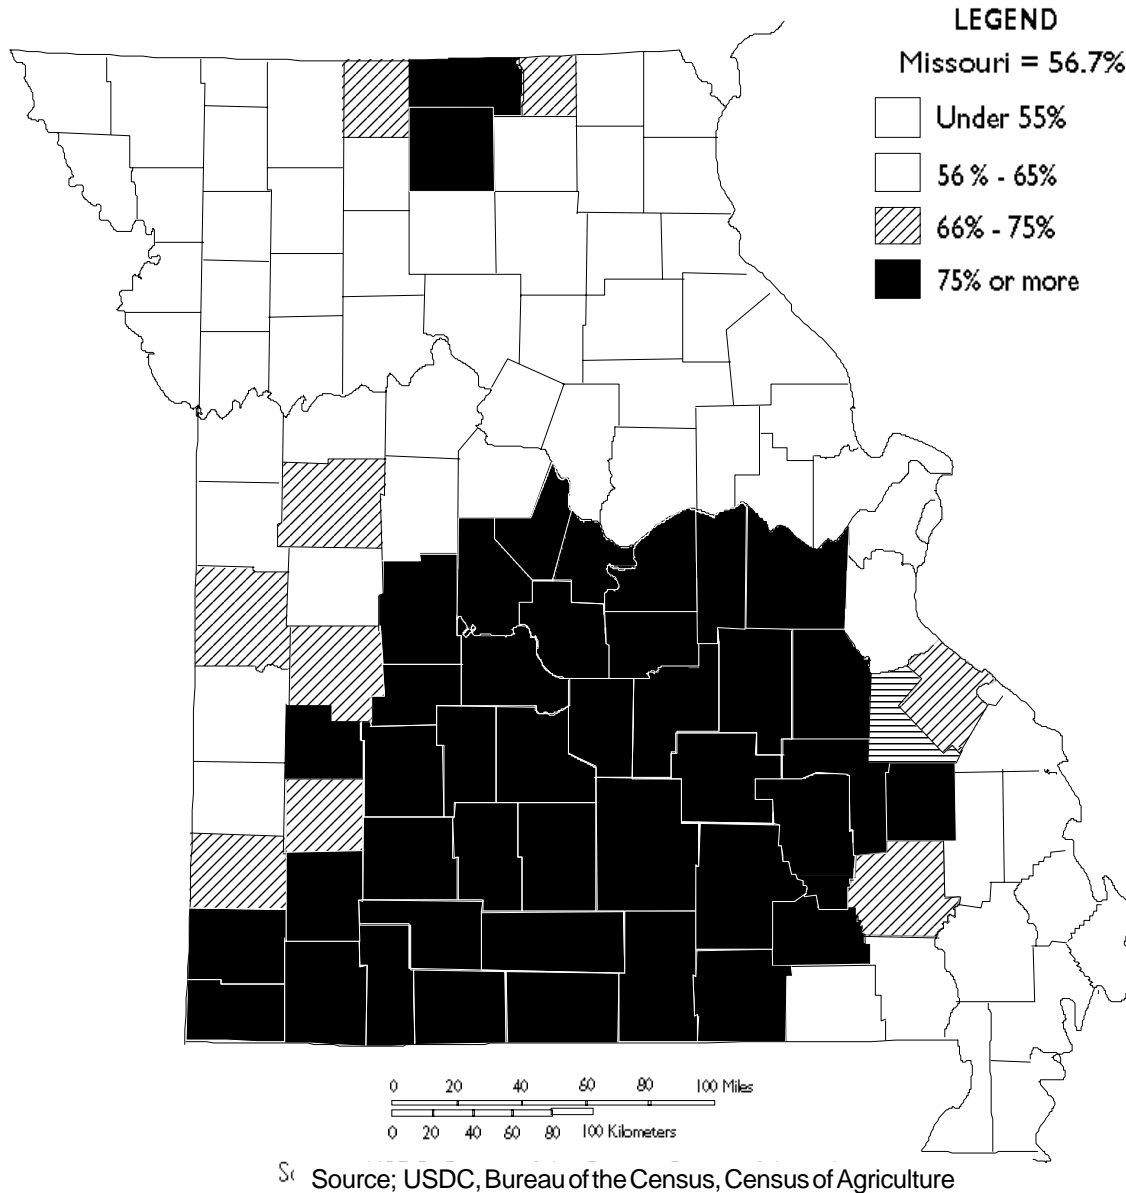 LEGEND
Missouri = 56.7%
Under 55%
56 % - 65%
66% - 75%
75% or more
0 20 40 60 80 100 Miles
0 20 40 60 80 100 Kilometers
Source; USDC, Bureau of the Census, Census of Agriculture